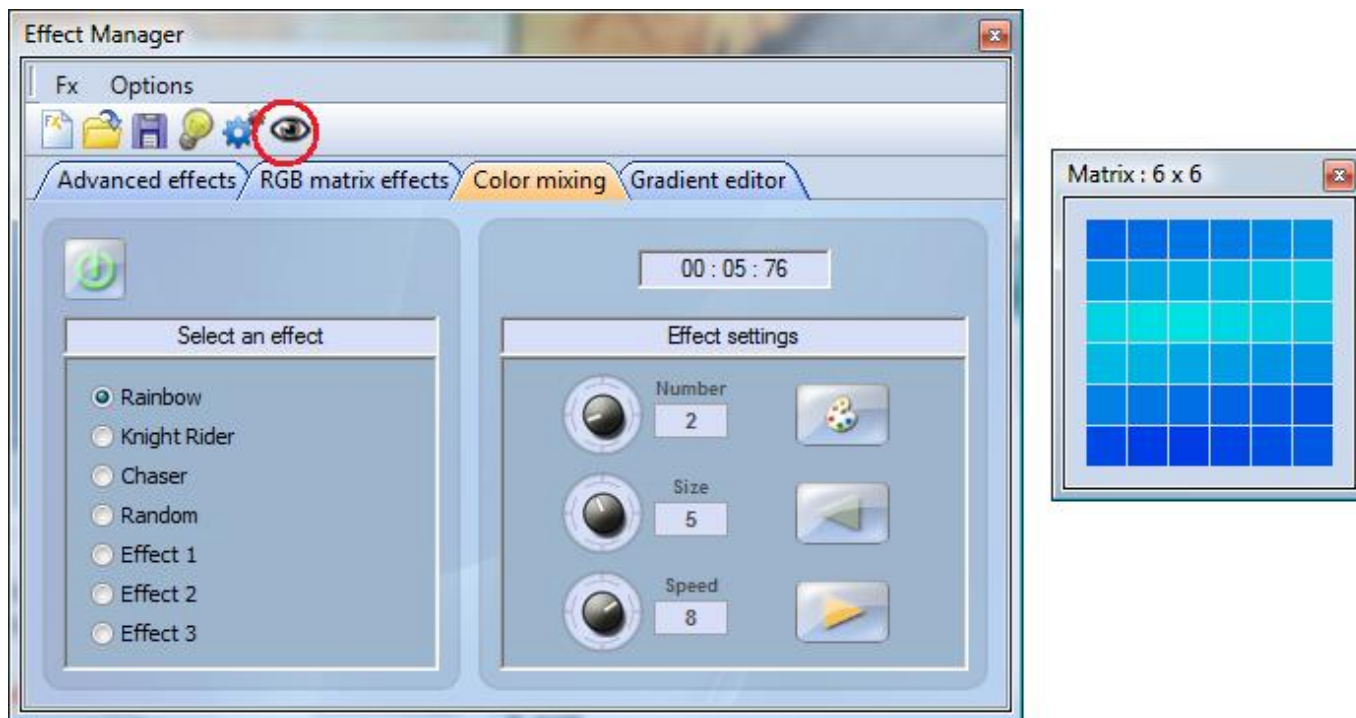 Effect Manager
Fx Options
Advanced effects RGB matrix effects Color mixing Gradient editor
00 : 05 : 76
Select an effect
Rainbow
Knight Rider
Chaser
Random
Effect 1
Effect 2
Effect 3
Effect settings
Number
2
Size
5
Speed
8
Matrix : 6 x 6